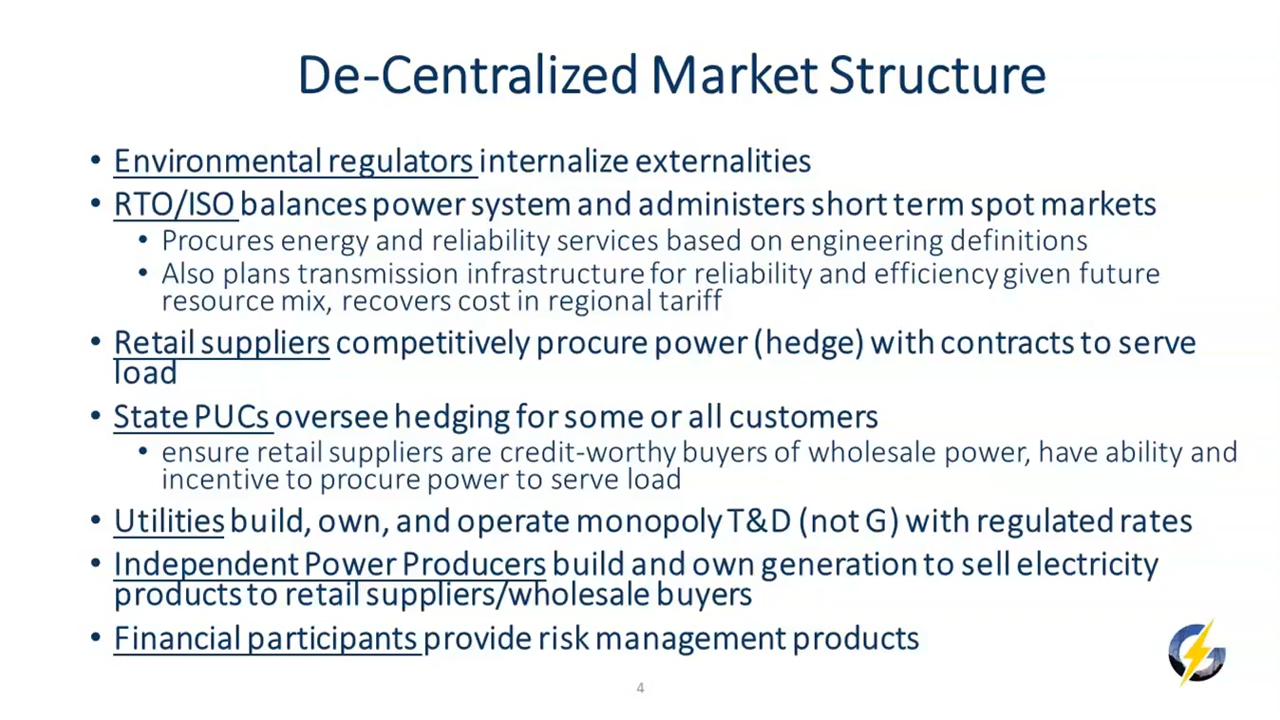 De-Centralized Market Structure
• Environmental regulators internalize externalities
• RTO/ISO balances power system and administers short term spot markets
• Procures energy and reliability services based on engineering definitions
• Also plans transmission infrastructure for reliability and efficiency given future
resource mix, recovers cost in regional tariff
• Retail suppliers competitively procure power (hedge) with contracts to serve
load
• State PUCs oversee hedging for some or all customers
• ensure retail suppliers are credit-worthy buyers of wholesale power, have ability and
incentive to procure power to serve load
• Utilities build, own, and operate monopoly T&D (not G) with regulated rates
• Independent Power Producers build and own generation to sell electricity
products to retail suppliers/wholesale buyers
• Financial participants provide risk management products
4
G